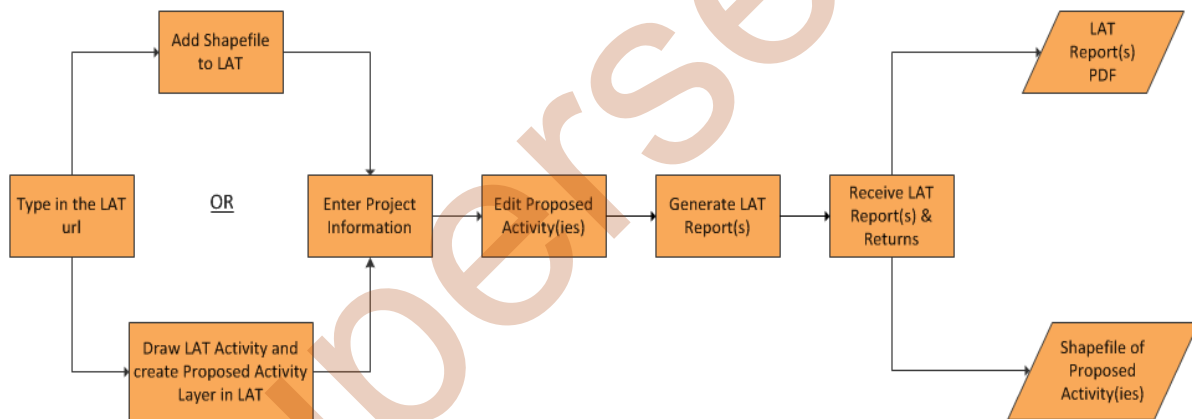 Add Shapefile
to LAT
LAT
Report(s)
PDF
Type in the LAT
url
OR
Enter Project
Information
Edit Proposed
Activity(ies)
Generate LAT
Report(s)
Receive LAT
Report(s) &
Returns
Draw LAT Activity and
create Proposed Activity
Layer in LAT
Shapefile of
Proposed
Activity(ies)